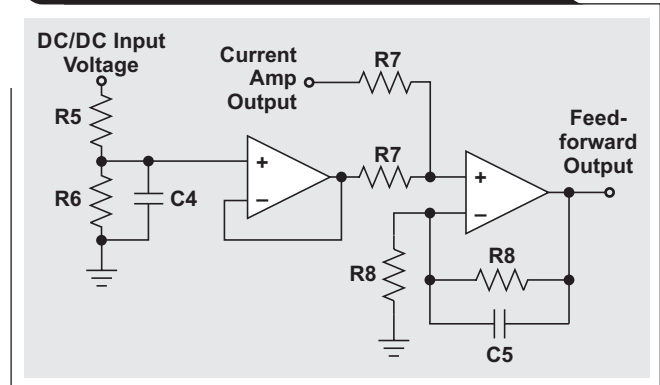 DC/DC Input
Voltage
Current
Amp
Output
R7
R5
R6
C4
+
–
R7
+
–
Feed-
forward
Output
R8
R8
C5